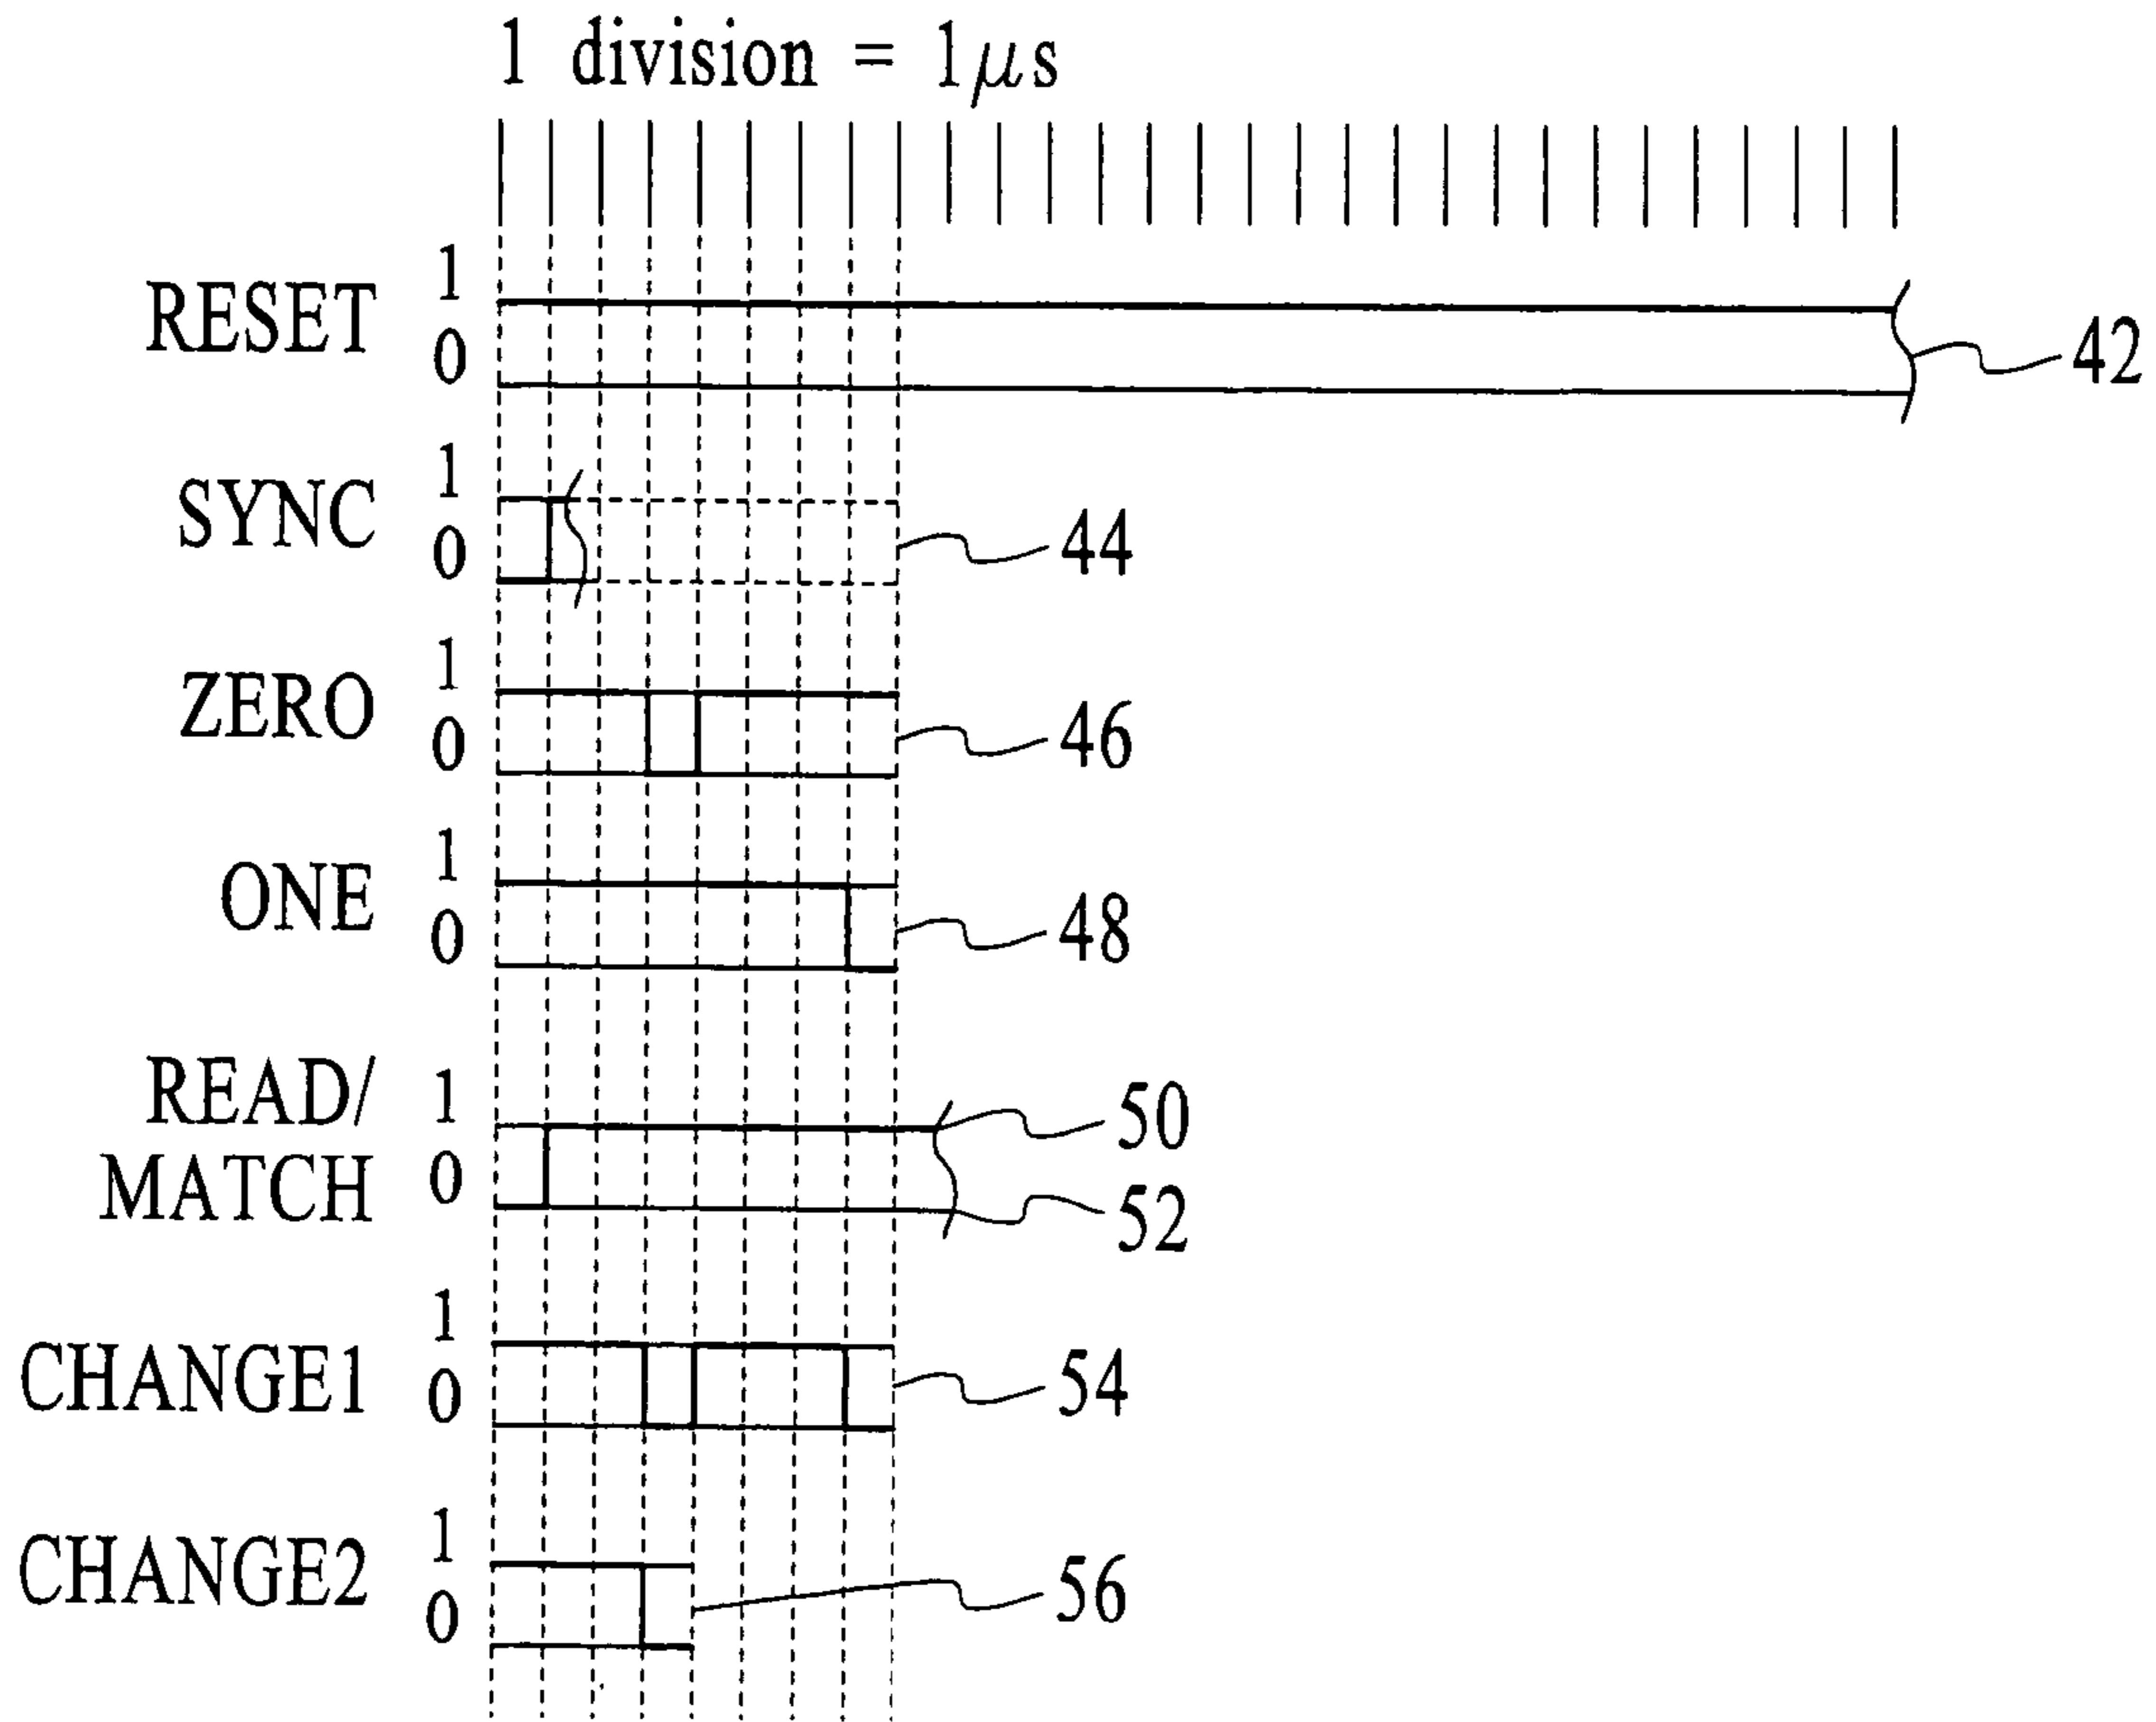 1 division = 1μs
1
RESET
0
42
1
SYNC
0
44
1
ZERO
0
46
1
ONE
0
48
READ/
1
50
MATCH
0
52
1
CHANGE1
0
54
1
CHANGE2
0
56